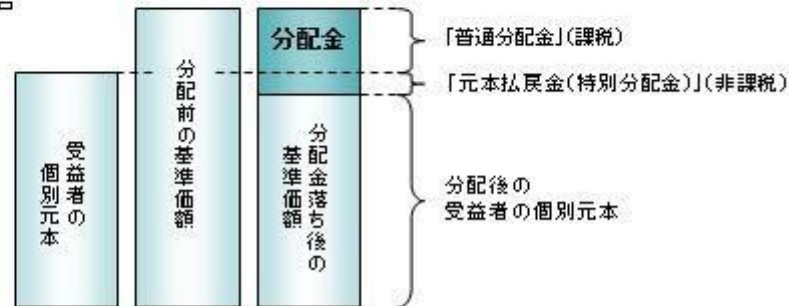 受益者の
個別元本
分配前の基準価額
分配金
分配金落ち後の
基準価額
「普通分配金」(課税)
「元本払戻金(特別分配金)」(非課税)
分配後の
受益者の個別元本